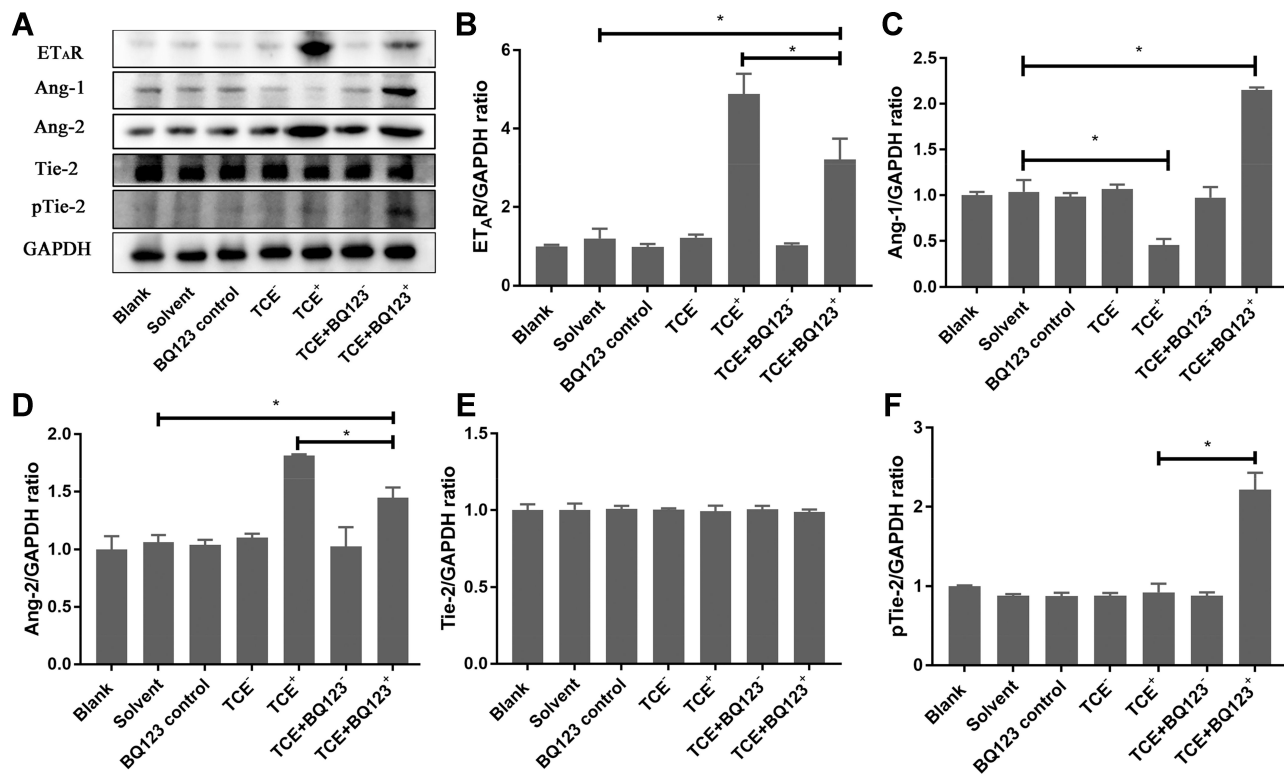 A
ETAR
Ang-1
Ang-2
Tie-2
pTie-2
GAPDH
Blank
Solvent
BQ123 control
TCE-
TCE+
TCE+BQ123-
TCE+BQ123+
B
ETAR/GAPDH ratio
6
4
2
0
*
*
Blank
Solvent
BQ123 control
TCE-
TCE+
TCE+BQ123-
TCE+BQ123+
C
Ang-1/GAPDH ratio
2.5
2.0
1.5
1.0
0.5
0.0
*
*
Blank
Solvent
BQ123 control
TCE-
TCE+
TCE+BQ123-
TCE+BQ123+
D
Ang-2/GAPDH ratio
2.0
1.5
1.0
0.5
0.0
*
*
Blank
Solvent
BQ123 control
TCE-
TCE+
TCE+BQ123-
TCE+BQ123+
E
Tie-2/GAPDH ratio
1.5
1.0
0.5
0.0
Blank
Solvent
BQ123 control
TCE-
TCE+
TCE+BQ123-
TCE+BQ123+
F
pTie-2/GAPDH ratio
3
2
1
0
*
Blank
Solvent
BQ123 control
TCE-
TCE+
TCE+BQ123-
TCE+BQ123+